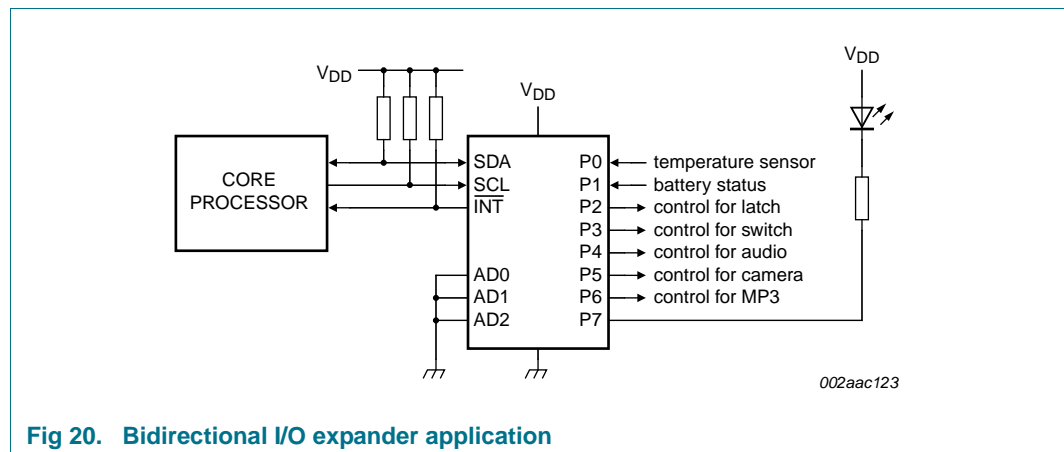 VDD
VDD
VDD
CORE
PROCESSOR
SDA
SCL
INT
AD0
AD1
AD2
P0
P1
P2
P3
P4
P5
P6
P7
temperature sensor
battery status
control for latch
control for switch
control for audio
control for camera
control for MP3
002aac123
Fig 20. Bidirectional I/O expander application